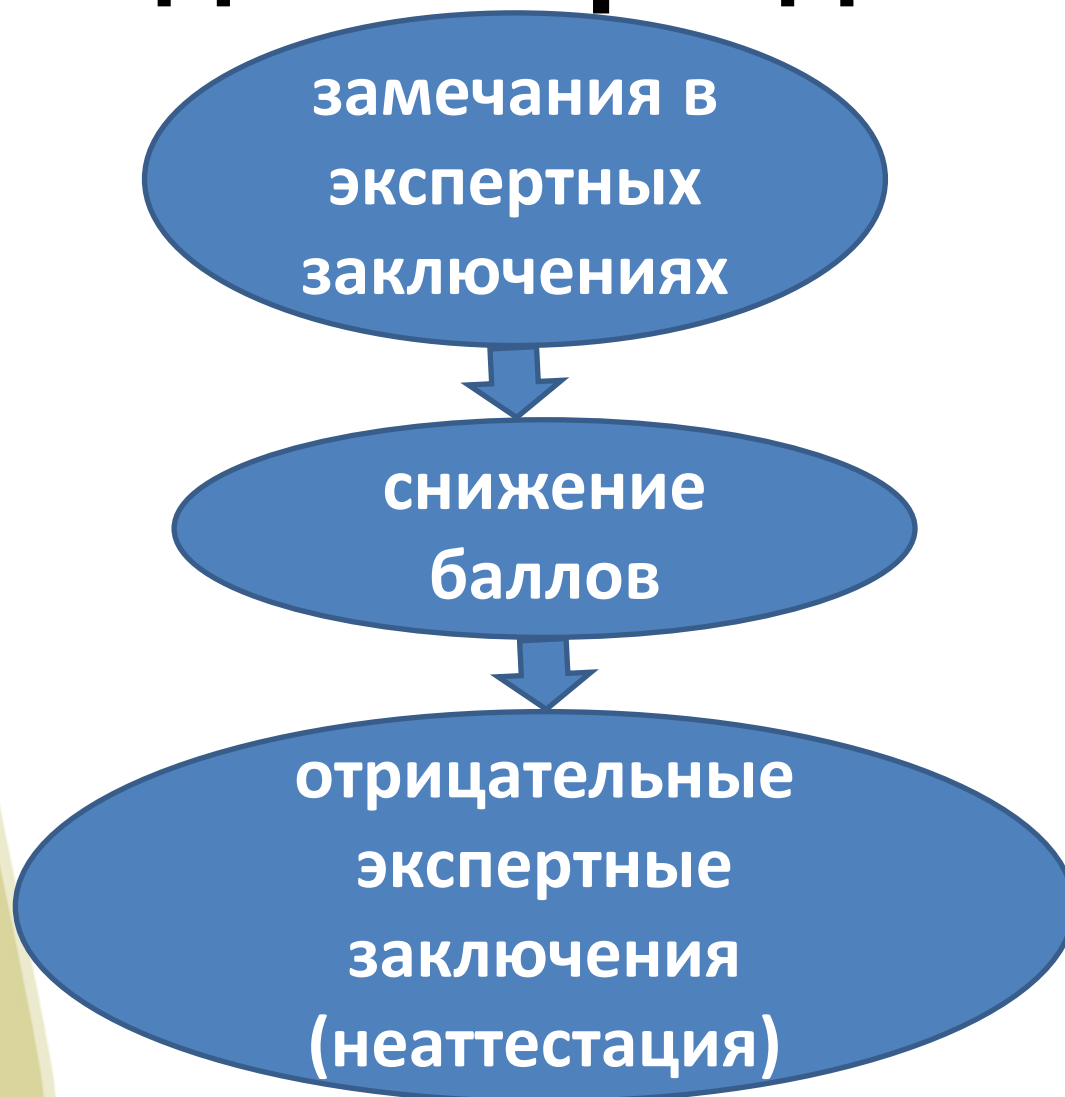 замечания в
экспертных
заключениях
снижение
баллов
отрицательные
экспертные
заключения
(неаттестация)